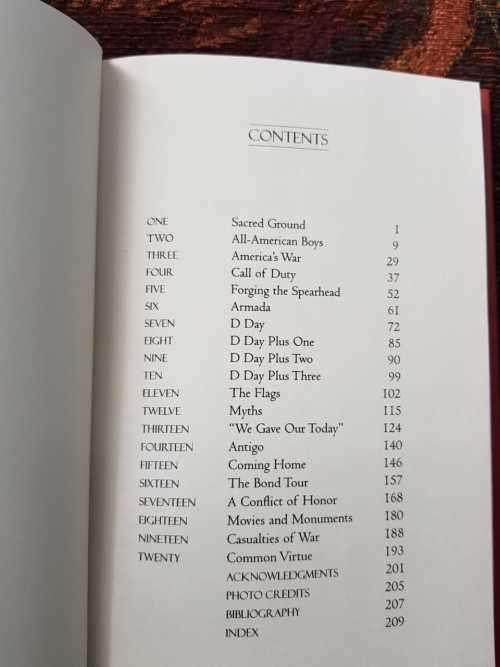 CONTENTS
ONE Sacred Ground 1
TWO All-American Boys 9
THREE America's War 29
FOUR Call of Duty 37
FIVE Forging the Spearhead 52
SIX Armada 61
SEVEN D Day 72
EIGHT D Day Plus One 85
NINE D Day Plus Two 90
TEN D Day Plus Three 99
ELEVEN The Flags 102
TWELVE Myths 115
THIRTEEN “We Gave Our Today” 124
FOURTEEN Antigo 140
FIFTEEN Coming Home 146
SIXTEEN The Bond Tour 157
SEVENTEEN A Conflict of Honor 168
EIGHTEEN Movies and Monuments 180
NINETEEN Casualties of War 188
TWENTY Common Virtue 193
ACKNOWLEDGMENTS 201
PHOTO CREDITS 205
BIBLIOGRAPHY 207
INDEX 209